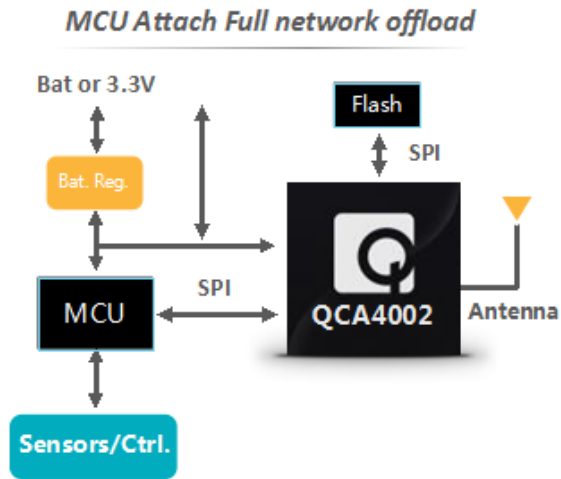 MCU Attach Full network offload
Bat or 3.3V
Flash
SPI
Bat. Reg.
SPI
MCU
QCA4002
Antenna
Sensors/Ctrl.